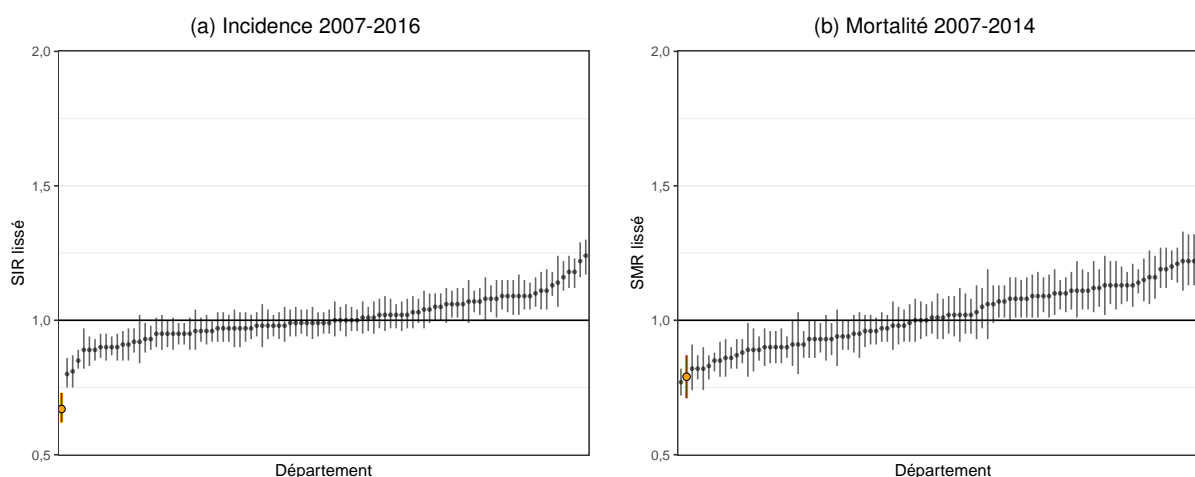 (a) Incidence 2007-2016
2,0
1,5
1,0
0,5
SIR lissé
Département
(b) Mortalité 2007-2014
2,0
1,5
1,0
0,5
SMR lissé
Département